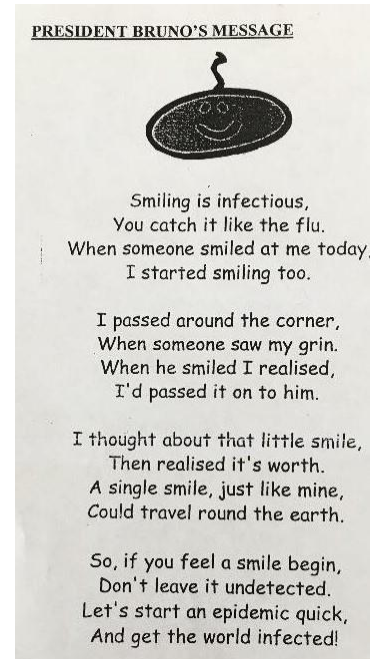 PRESIDENT BRUNO'S MESSAGE
Smiling is infectious,
You catch it like the flu.
When someone smiled at me today,
I started smiling too.
I passed around the corner,
When someone saw my grin.
When he smiled I realised,
I'd passed it on to him.
I thought about that little smile,
Then realised it's worth.
A single smile, just like mine,
Could travel round the earth.
So, if you feel a smile begin,
Don't leave it undetected.
Let's start an epidemic quick,
And get the world infected!